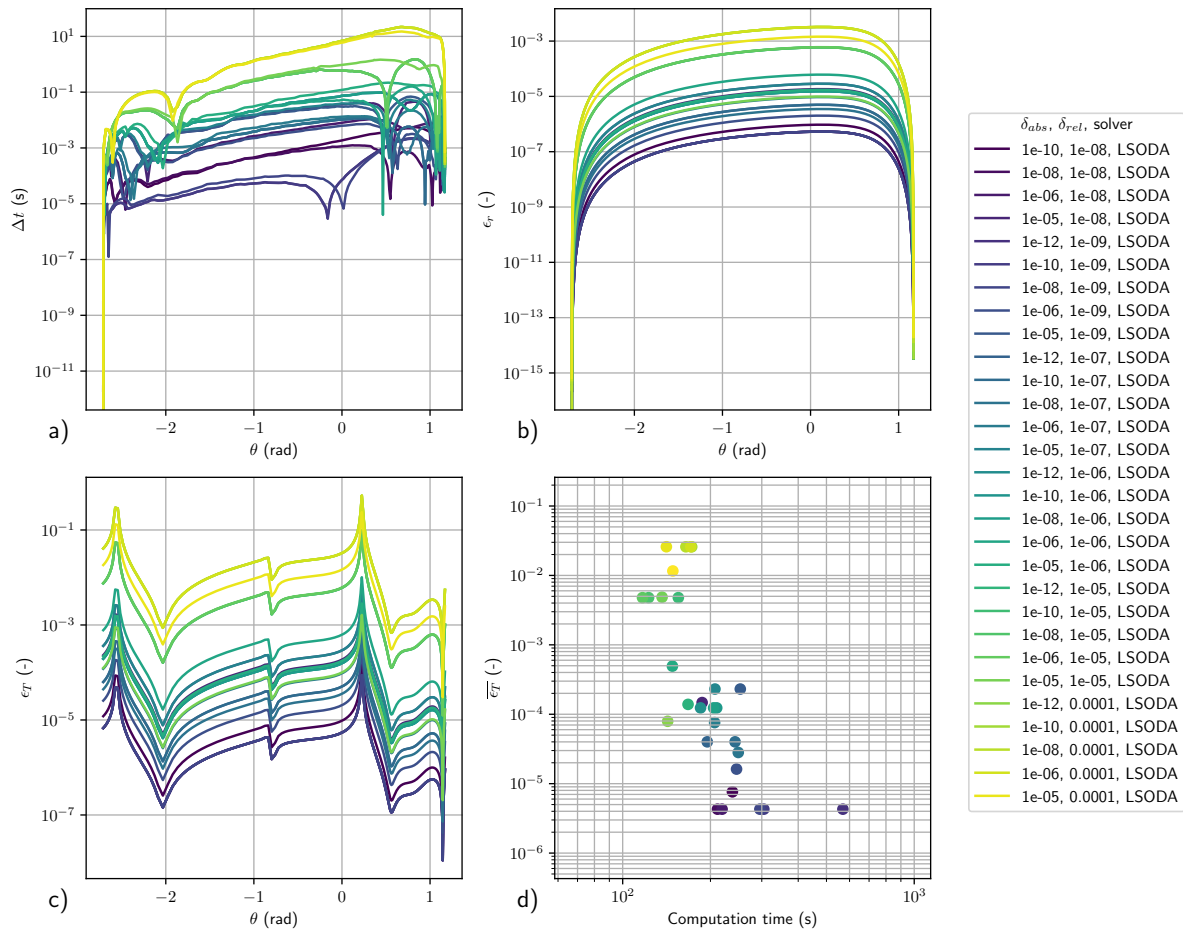 10^1
10^{-1}
10^{-3}
10^{-5}
10^{-7}
10^{-9}
10^{-11}
Δt (s)
−2
−1
0
1
θ (rad)
a)
10^{-3}
10^{-5}
10^{-7}
10^{-9}
10^{-11}
10^{-13}
10^{-15}
ϵ_r (-)
−2
−1
0
1
θ (rad)
b)
10^{-1}
10^{-3}
10^{-5}
10^{-7}
ϵ_T (-)
−2
−1
0
1
θ (rad)
c)
10^{-1}
10^{-2}
10^{-3}
10^{-4}
10^{-5}
10^{-6}
\overline{ϵ_T} (-)
10^2
10^3
Computation time (s)
d)
δ_{abs}, δ_{rel}, solver
1e-10, 1e-08, LSODA
1e-08, 1e-08, LSODA
1e-06, 1e-08, LSODA
1e-05, 1e-08, LSODA
1e-12, 1e-09, LSODA
1e-10, 1e-09, LSODA
1e-08, 1e-09, LSODA
1e-06, 1e-09, LSODA
1e-05, 1e-09, LSODA
1e-12, 1e-07, LSODA
1e-10, 1e-07, LSODA
1e-08, 1e-07, LSODA
1e-06, 1e-07, LSODA
1e-05, 1e-07, LSODA
1e-12, 1e-06, LSODA
1e-10, 1e-06, LSODA
1e-08, 1e-06, LSODA
1e-06, 1e-06, LSODA
1e-05, 1e-06, LSODA
1e-12, 1e-05, LSODA
1e-10, 1e-05, LSODA
1e-08, 1e-05, LSODA
1e-06, 1e-05, LSODA
1e-05, 1e-05, LSODA
1e-12, 0.0001, LSODA
1e-10, 0.0001, LSODA
1e-08, 0.0001, LSODA
1e-06, 0.0001, LSODA
1e-05, 0.0001, LSODA